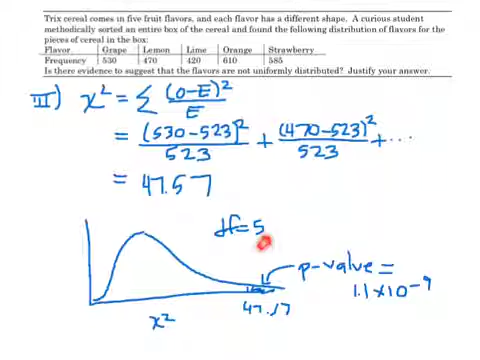 Trix cereal comes in five fruit flavors, and each flavor has a different shape. A curious student
methodically sorted an entire box of the cereal and found the following distribution of flavors for the
pieces of cereal in the box:
Flavor Grape Lemon Lime Orange Strawberry
Frequency 530 470 420 610 585
Is there evidence to suggest that the flavors are not uniformly distributed? Justify your answer.
III) χ² = Σ (O-E)²/E
= (530-523)²/523 + (470-523)²/523 + ...
= 47.57
df=5
p-value =
1.1×10⁻⁹
47.57
χ²